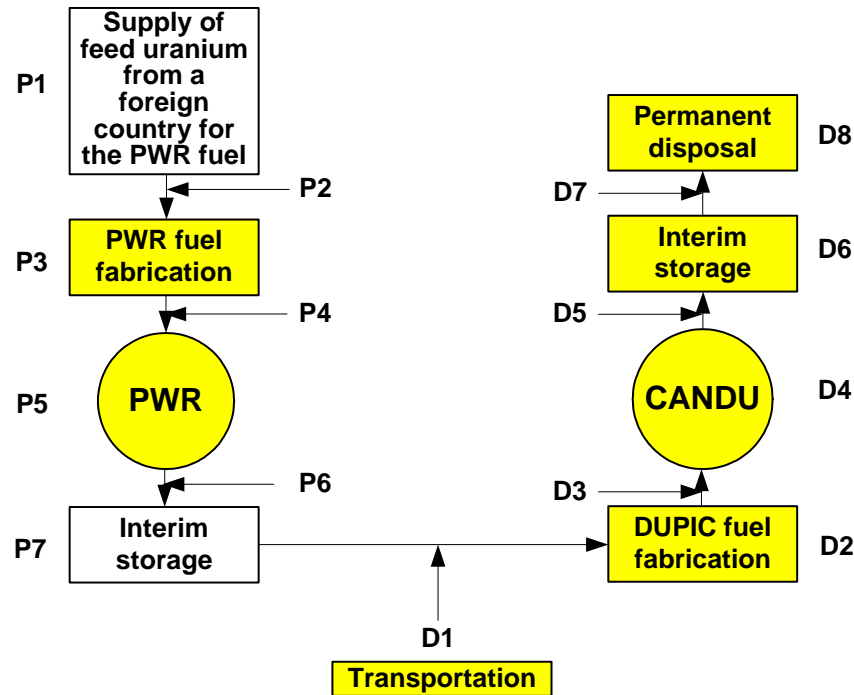 P1
Supply of
feed uranium
from a
foreign
country for
the PWR fuel
P2
P3
PWR fuel
fabrication
P4
P5
PWR
P6
P7
Interim
storage
D1
Transportation
DUPIC fuel
fabrication
D2
D3
CANDU
D4
D5
Interim
storage
D6
D7
Permanent
disposal
D8